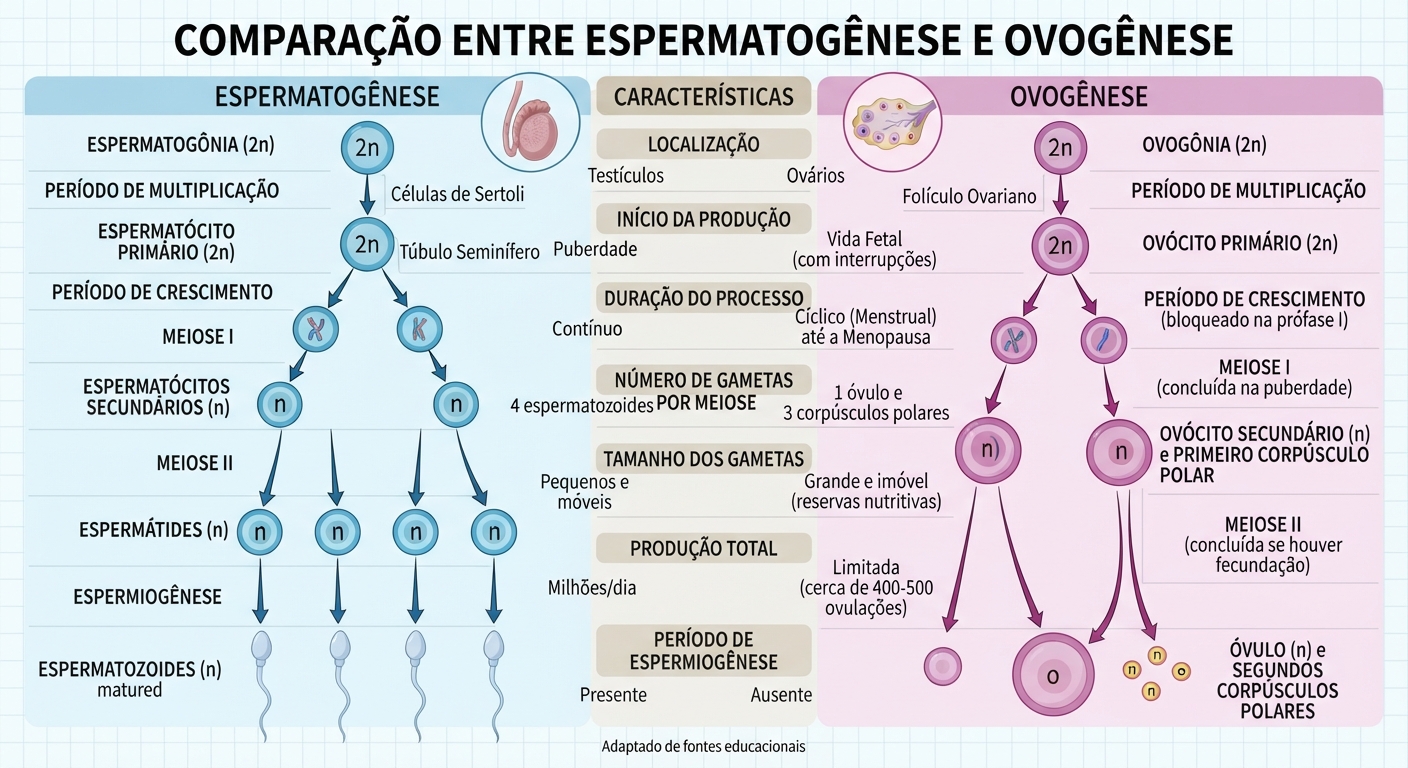 COMPARAÇÃO ENTRE ESPERMATOGÊNESE E OVOGÊNESE
ESPERMATOGÊNESE
ESPERMATOGÔNIA (2n)
2n
PERÍODO DE MULTIPLICAÇÃO
Células de Sertoli
ESPERMATÓCITO
PRIMÁRIO (2n)
2n
Túbulo Seminífero
PERÍODO DE CRESCIMENTO
MEIOSE I
ESPERMATÓCITOS
SECUNDÁRIOS (n)
n
n
MEIOSE II
ESPERMÁTIDES (n)
n
n
n
n
ESPERMIOGÊNESE
ESPERMATOZOIDES (n)
matured
CARACTERÍSTICAS
LOCALIZAÇÃO
Testículos
Ovários
INÍCIO DA PRODUÇÃO
Puberdade
Vida Fetal
(com interrupções)
DURAÇÃO DO PROCESSO
Contínuo
Cíclico (Menstrual)
até a Menopausa
NÚMERO DE GAMETAS
POR MEIOSE
4 espermatozoides
1 óvulo e
3 corpúsculos polares
TAMANHO DOS GAMETAS
Pequenos e
móveis
Grande e imóvel
(reservas nutritivas)
PRODUÇÃO TOTAL
Milhões/dia
Limitada
(cerca de 400-500
ovulações)
PERÍODO DE
ESPERMIOGÊNESE
Presente
Ausente
OVOGÊNESE
2n
OVOGÔNIA (2n)
Folículo Ovariano
PERÍODO DE MULTIPLICAÇÃO
2n
OVÓCITO PRIMÁRIO (2n)
PERÍODO DE CRESCIMENTO
(bloqueado na prófase I)
MEIOSE I
(concluída na puberdade)
n)
n
OVÓCITO SECUNDÁRIO (n)
e PRIMEIRO CORPÚSCULO
POLAR
MEIOSE II
(concluída se houver
fecundação)
o
n
n
o
n
ÓVULO (n) e
SEGUNDOS
CORPÚSCULOS
POLARES
Adaptado de fontes educacionais